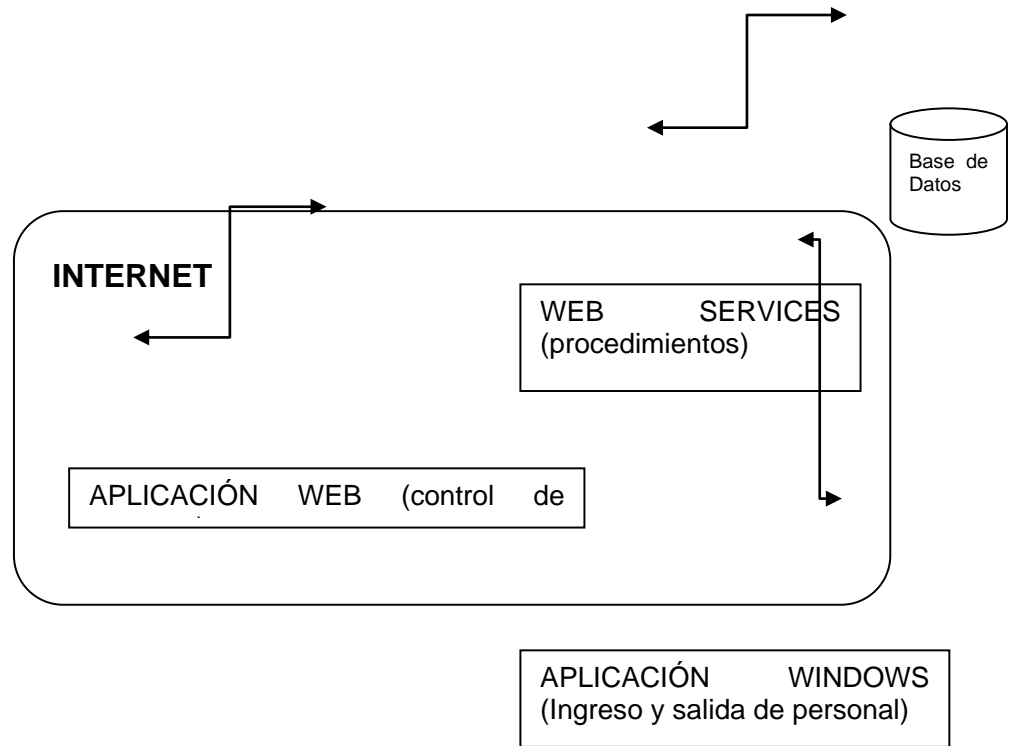 Base de
Datos
INTERNET
WEB SERVICES
(procedimientos)
APLICACIÓN WEB (control de
APLICACIÓN WINDOWS
(Ingreso y salida de personal)